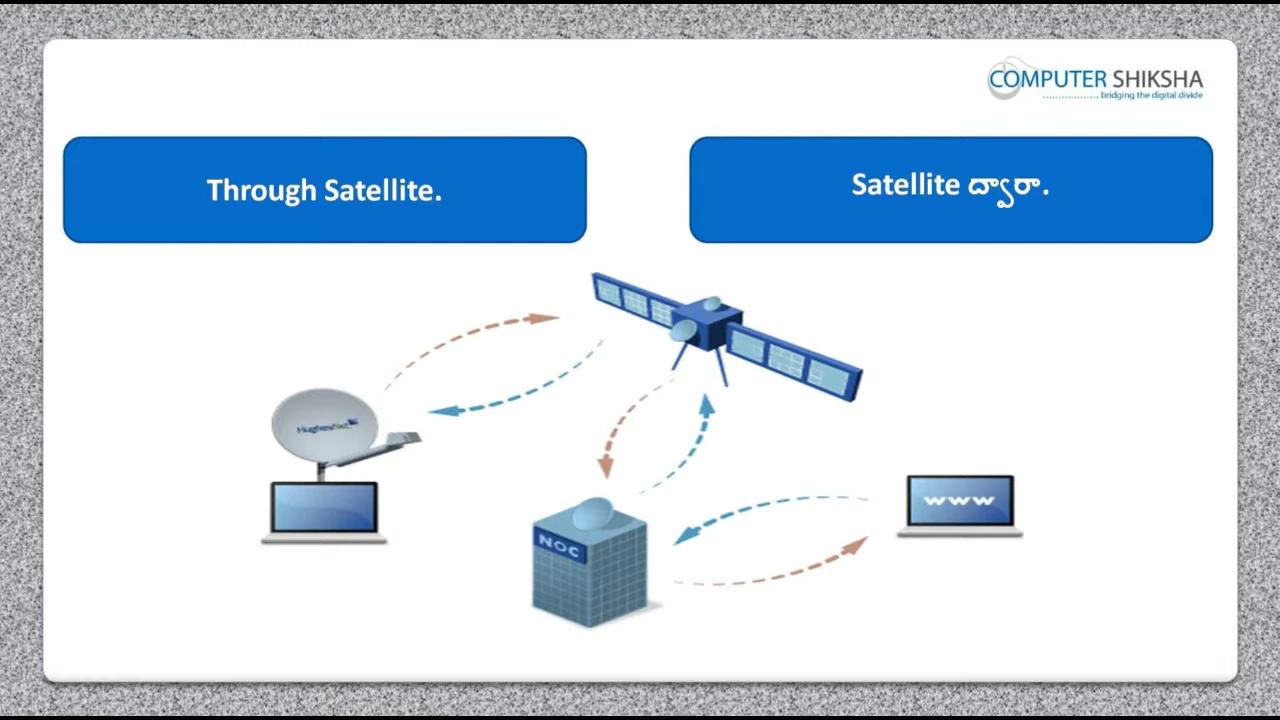 COMPUTER SHIKSHA
bridging the digital divide
Through Satellite.
Satellite ద్వారా.
HughesNet
NOC
WWW